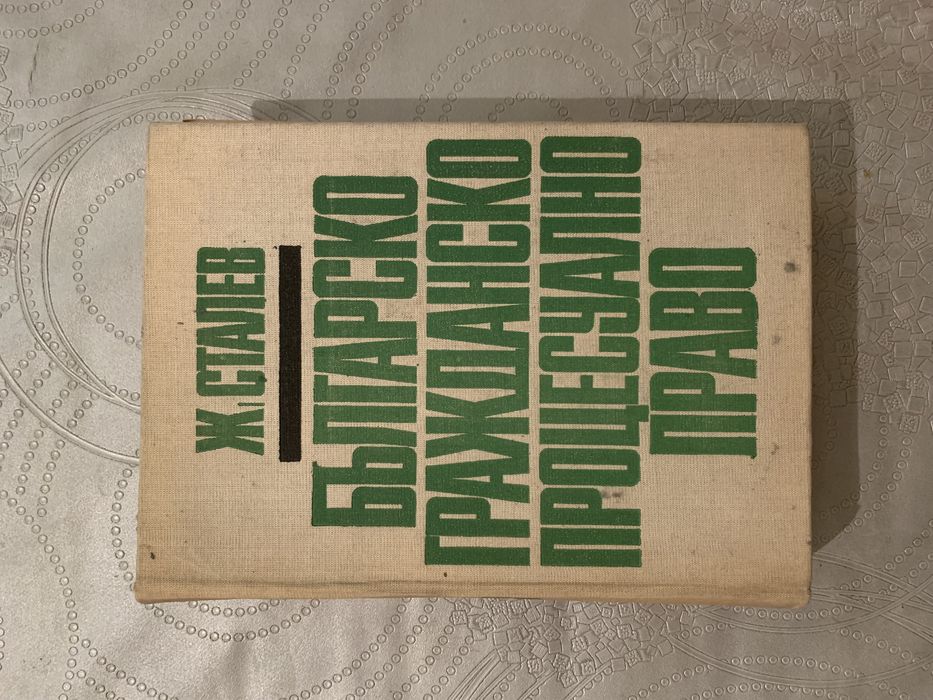 Ж. СТАЛЕВ
БЪЛГАРСКО
ГРАЖДАНСКО
ПРОЦЕСУАЛНО
ПРАВО